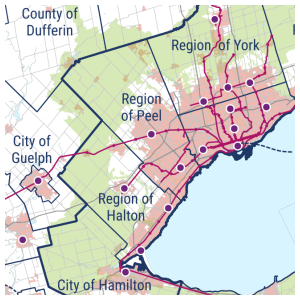 County of
Dufferin
Region of York
Region
of Peel
City of
Guelph
Region of
Halton
City of Hamilton